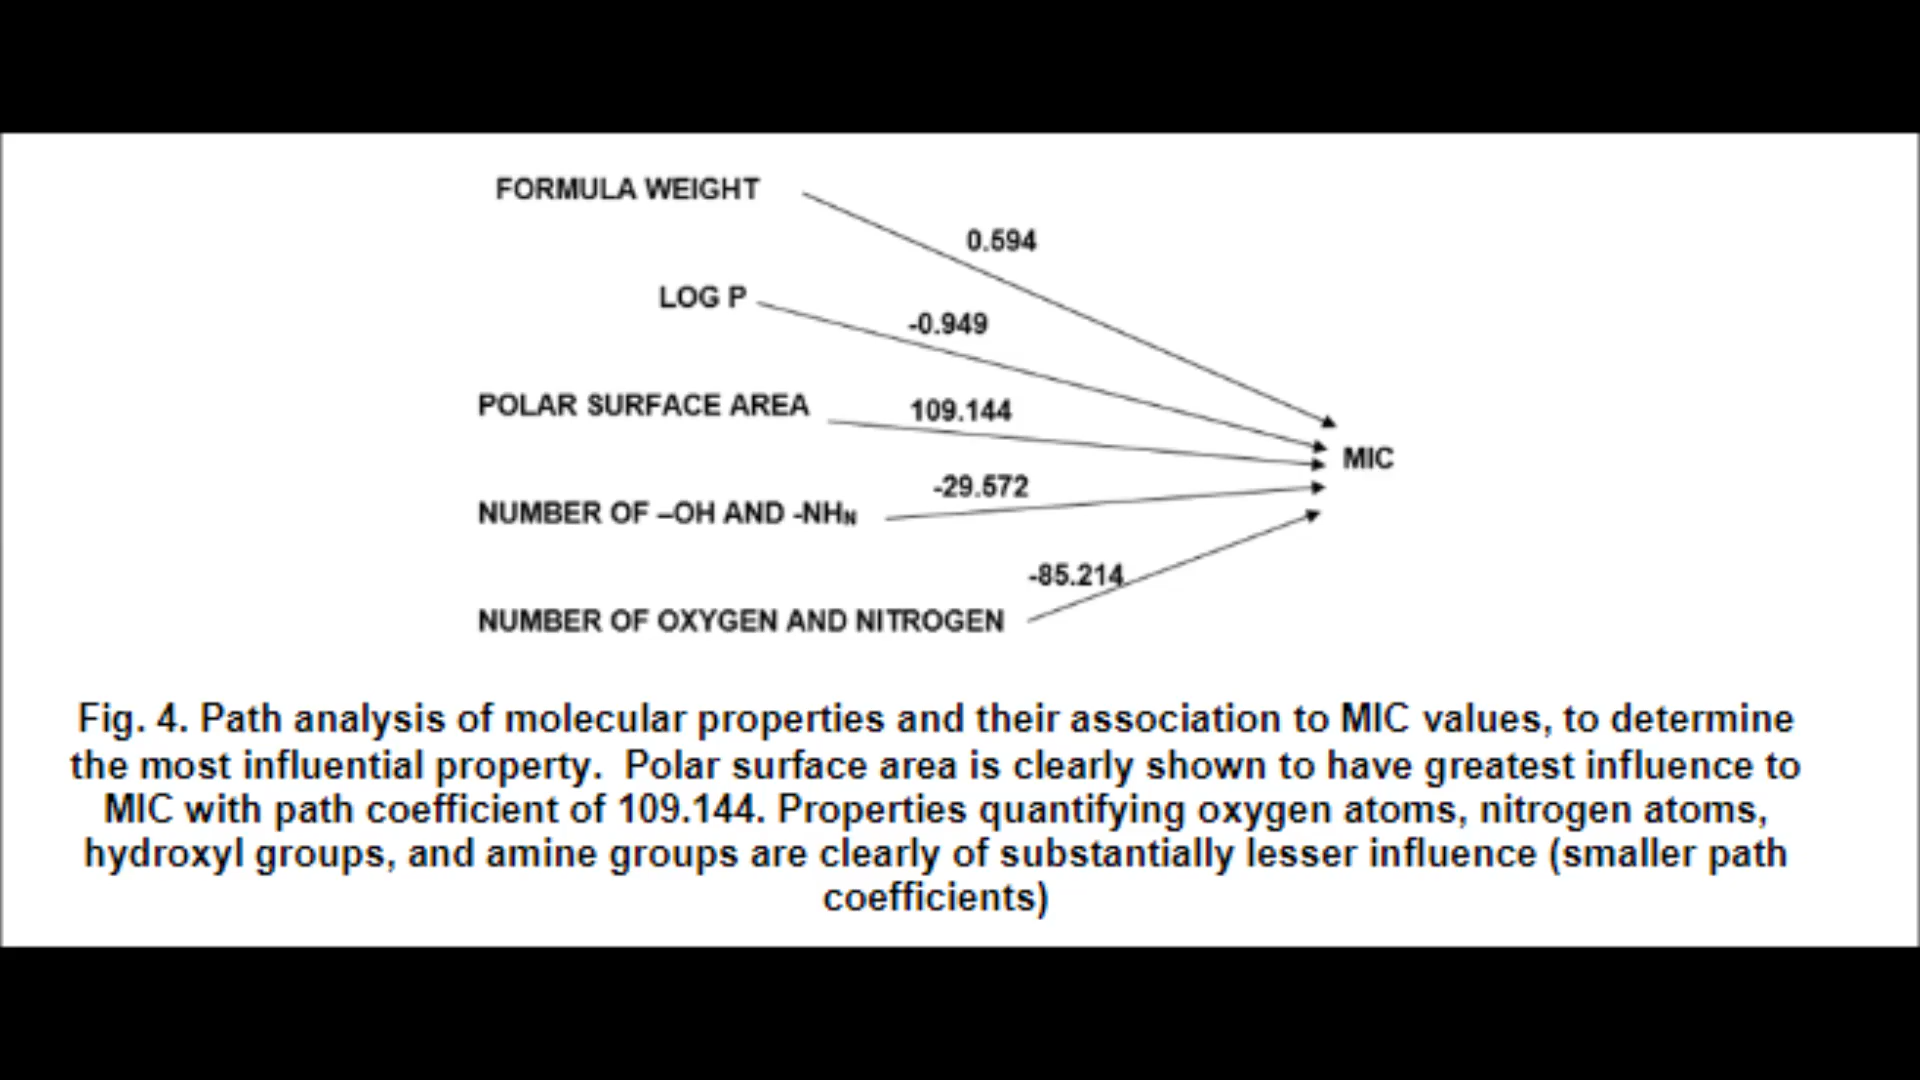 FORMULA WEIGHT
0.594
LOG P
-0.949
POLAR SURFACE AREA
109.144
MIC
-29.572
NUMBER OF –OH AND -NHN
-85.214
NUMBER OF OXYGEN AND NITROGEN
Fig. 4. Path analysis of molecular properties and their association to MIC values, to determine
the most influential property. Polar surface area is clearly shown to have greatest influence to
MIC with path coefficient of 109.144. Properties quantifying oxygen atoms, nitrogen atoms,
hydroxyl groups, and amine groups are clearly of substantially lesser influence (smaller path
coefficients)